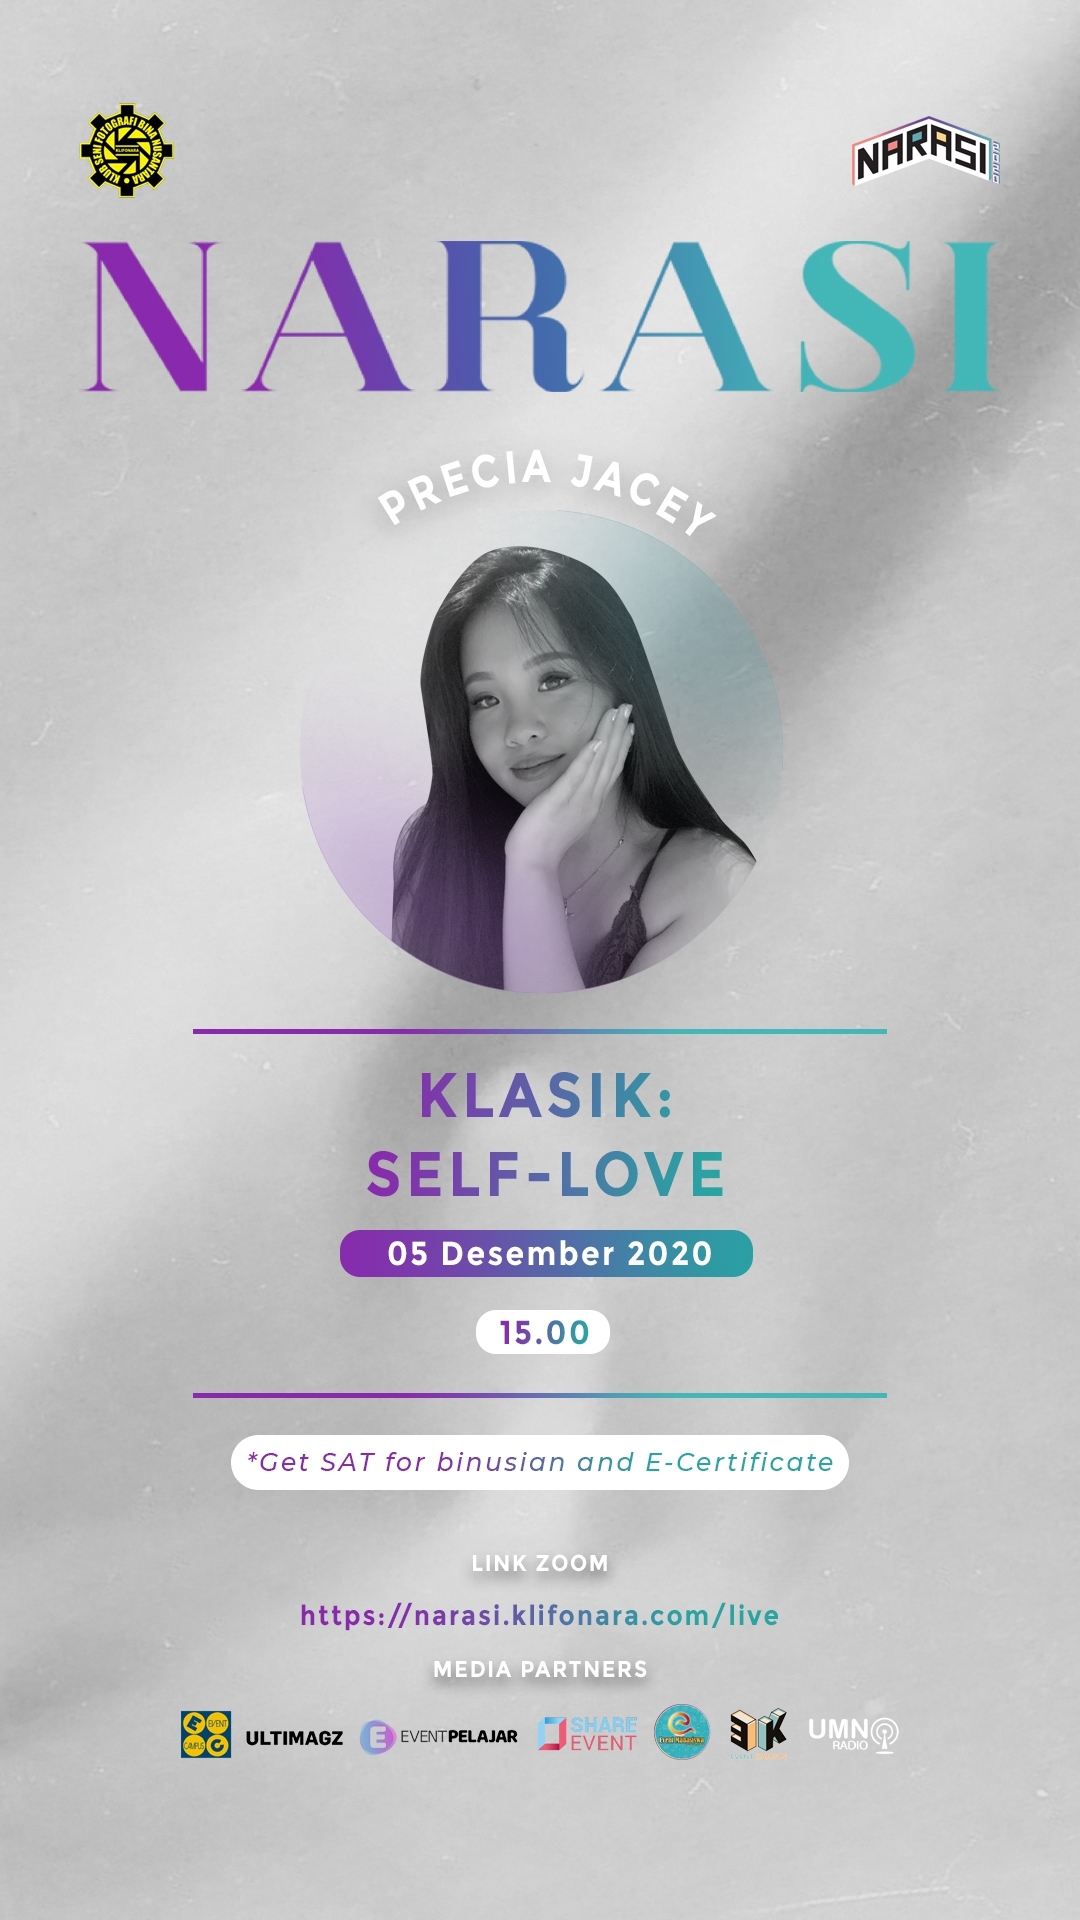 KLUB SENI FOTOGRAFI BINA NUSANTARA
KLIFONARA
NARASI
2020
NARASI
PRECIA JACEY
KLASIK:
SELF-LOVE
05 Desember 2020
15.00
*Get SAT for binusian and E-Certificate
LINK ZOOM
https://narasi.klifonara.com/live
MEDIA PARTNERS
EVENT
CAMPUS
ULTIMAGZ
E EVENTPELAJAR
SHARE
EVENT
Event Mahasiswa
UMN
RADIO